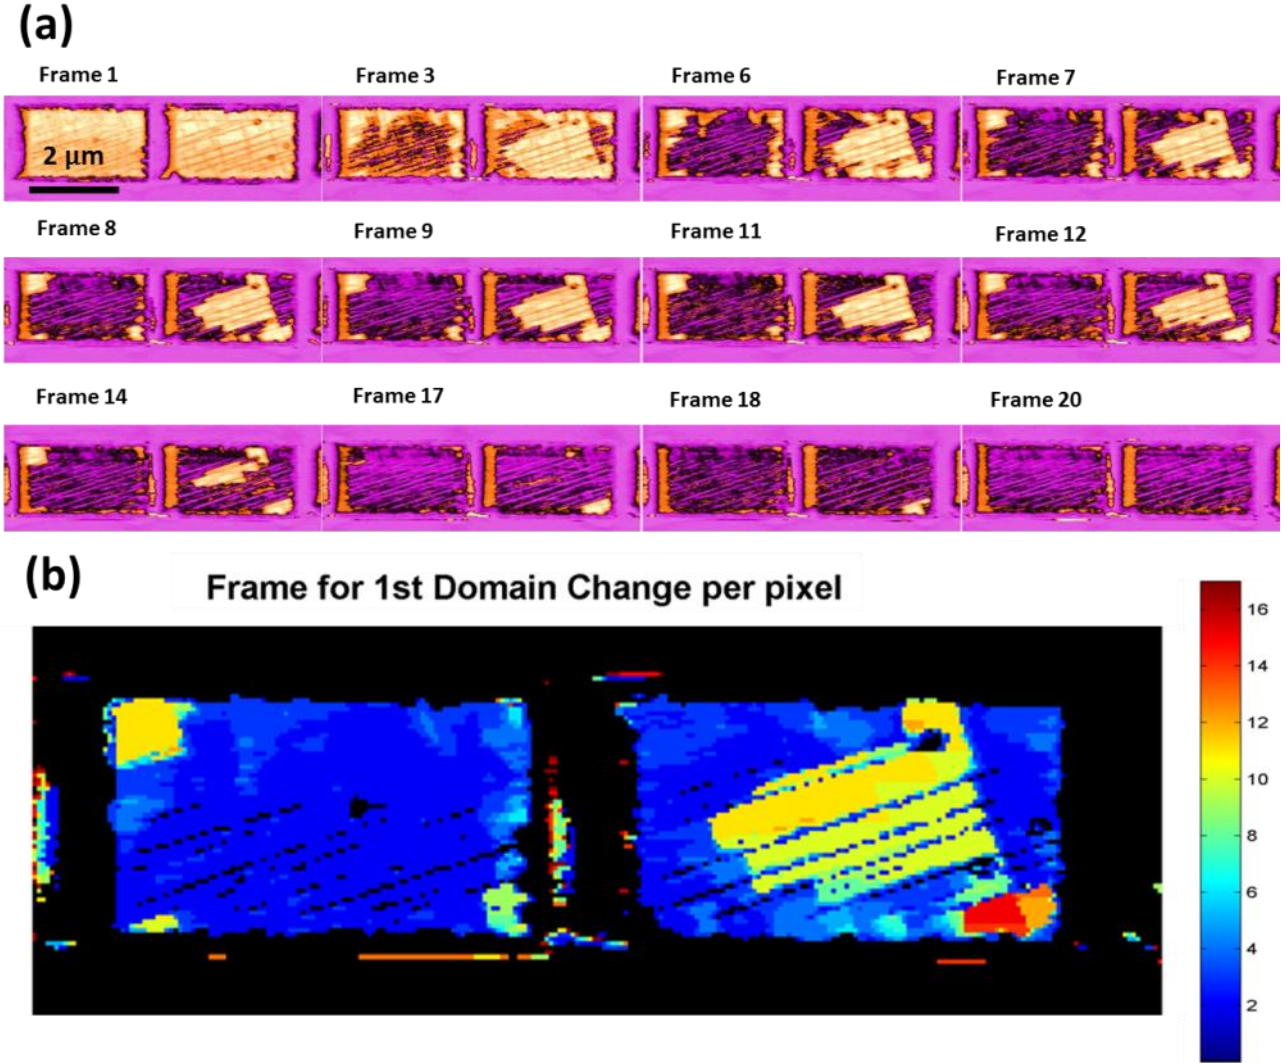 (a)
Frame 1 Frame 3 Frame 6 Frame 7
2 μm
Frame 8 Frame 9 Frame 11 Frame 12
Frame 14 Frame 17 Frame 18 Frame 20
(b)
Frame for 1st Domain Change per pixel
16
14
12
10
8
6
4
2